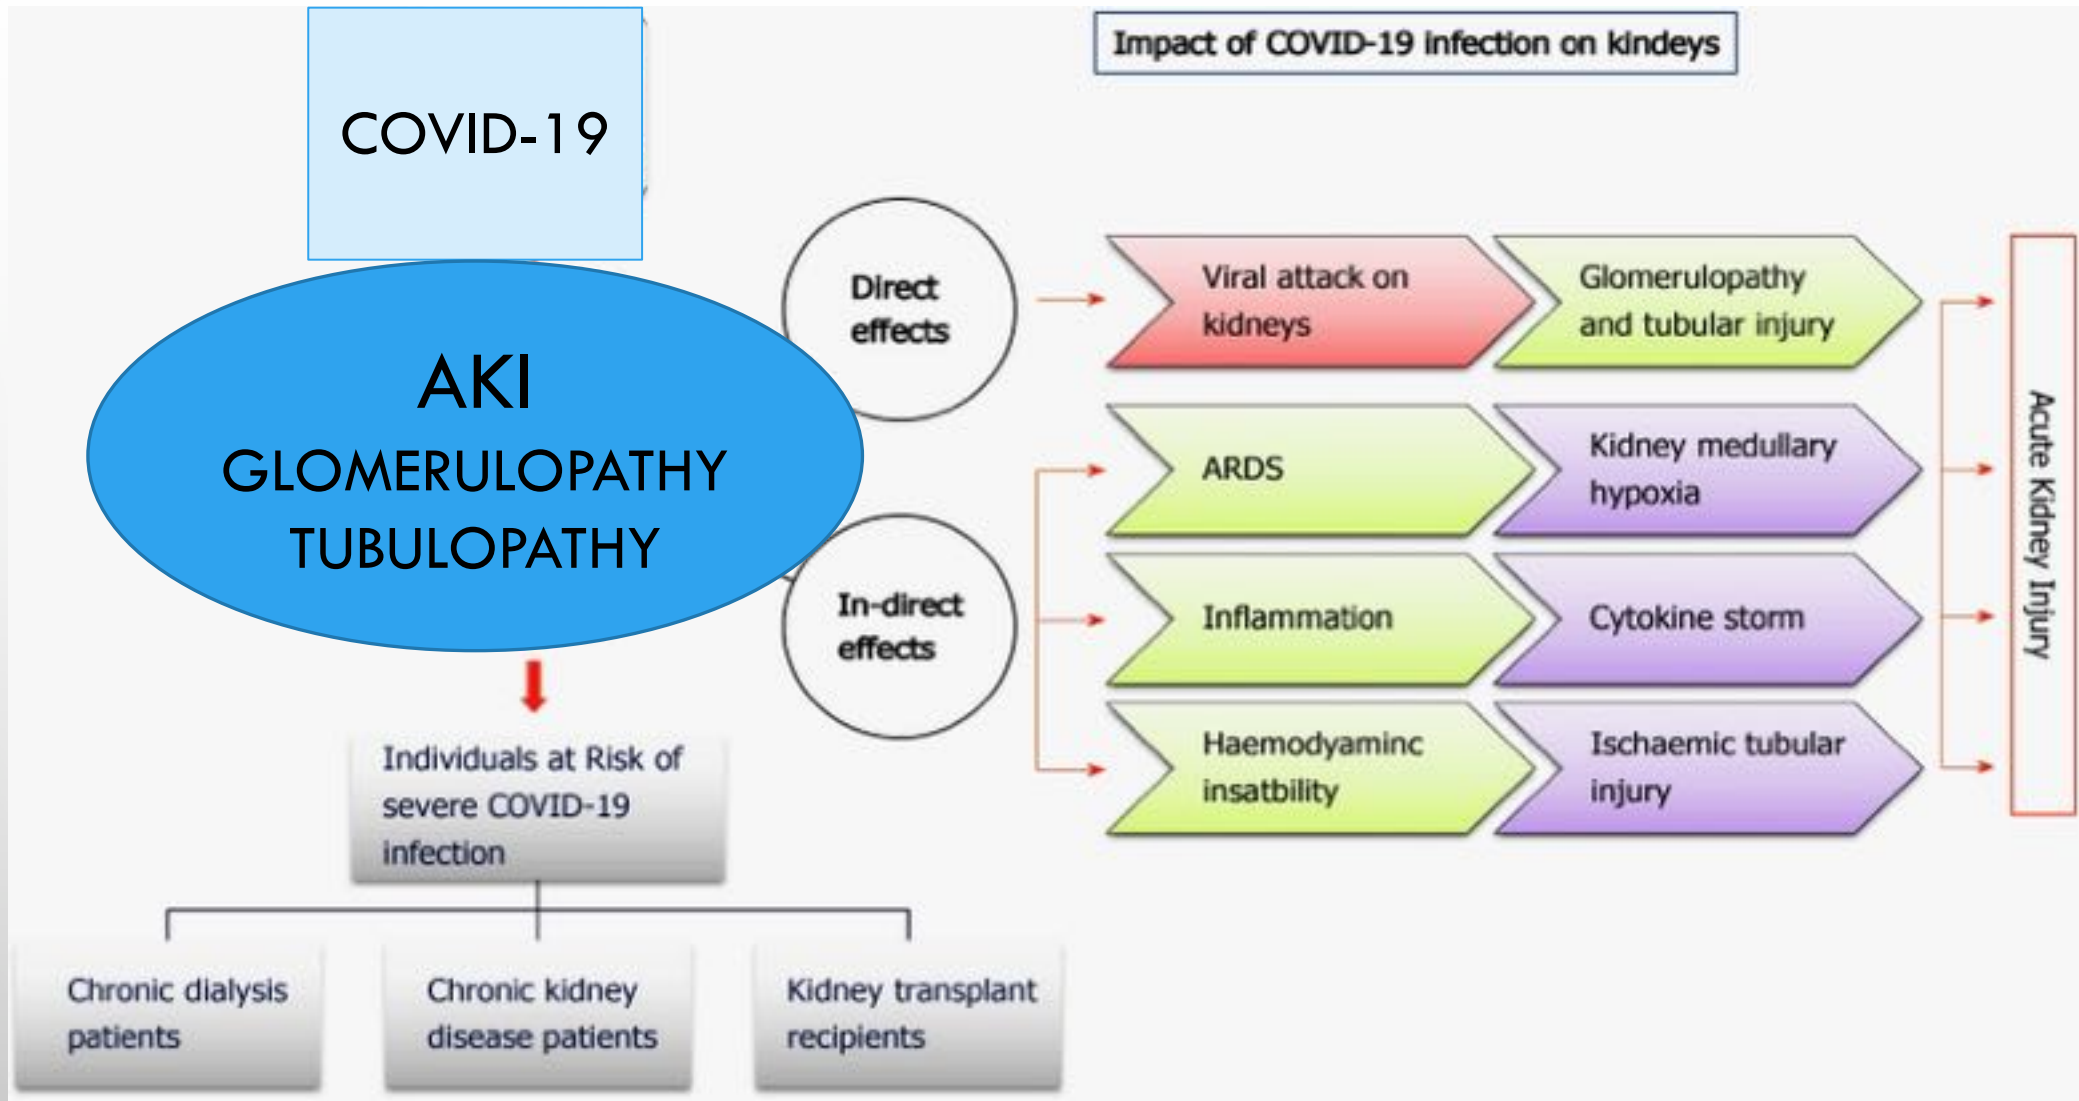 COVID-19
Impact of COVID-19 infection on kindeys
AKI
GLOMERULOPATHY
TUBULOPATHY
Direct
effects
Viral attack on
kidneys
Glomerulopathy
and tubular injury
In-direct
effects
ARDS
Kidney medullary
hypoxia
Inflammation
Cytokine storm
Haemodyaminc
insatbility
Ischaemic tubular
injury
Acute Kidney Injury
Individuals at Risk of
severe COVID-19
infection
Chronic dialysis
patients
Chronic kidney
disease patients
Kidney transplant
recipients